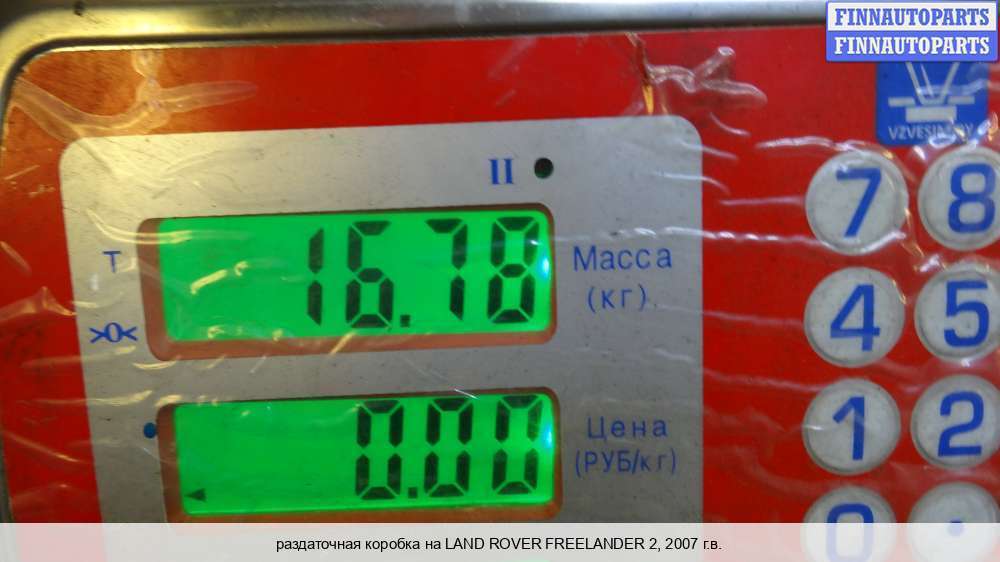 FINNAUTOPARTS
FINNAUTOPARTS
II
7
8
T
16.78
Масса
(кг)
>0<
4
5
0.00
Цена
(РУБ/кг)
1
2
0
.
раздаточная коробка на LAND ROVER FREELANDER 2, 2007 г.в.